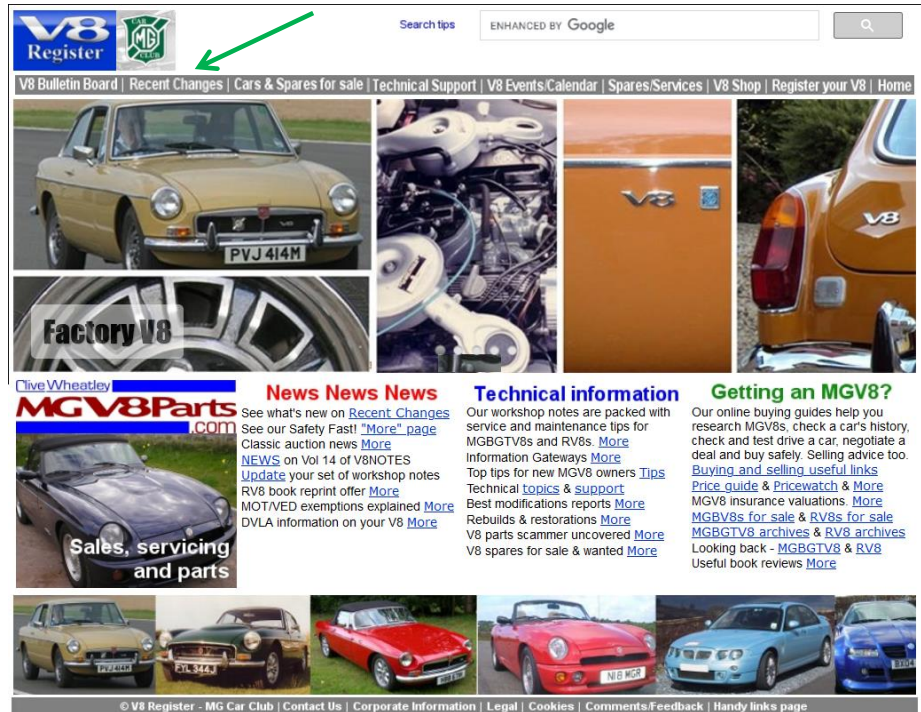 V8
Register
CAR
MG
CLUB
Search tips
ENHANCED BY Google
V8 Bulletin Board | Recent Changes | Cars & Spares for sale | Technical Support | V8 Events/Calendar | Spares/Services | V8 Shop | Register your V8 | Home
PVJ 414M
V8
V8
Factory V8
Clive Wheatley
MGV8Parts
.com
Sales, servicing
and parts
News News News
See what's new on Recent Changes
See our Safety Fast! "More" page
Classic auction news More
NEWS on Vol 14 of V8NOTES
Update your set of workshop notes
RV8 book reprint offer More
MOT/VED exemptions explained More
DVLA information on your V8 More
Technical information
Our workshop notes are packed with
service and maintenance tips for
MGBGTV8s and RV8s. More
Information Gateways More
Top tips for new MGV8 owners Tips
Technical topics & support
Best modifications reports More
Rebuilds & restorations More
V8 parts scammer uncovered More
V8 spares for sale & wanted More
Getting an MGV8?
Our online buying guides help you
research MGV8s, check a car's history,
check and test drive a car, negotiate a
deal and buy safely. Selling advice too.
Buying and selling useful links
Price guide & Pricewatch & More
MGV8 insurance valuations. More
MGBV8s for sale & RV8s for sale
MGBGTV8 archives & RV8 archives
Looking back - MGBGTV8 & RV8
Useful book reviews More
PVJ 414M
FYL 344J
N18 MGR
BX04
© V8 Register - MG Car Club | Contact Us | Corporate Information | Legal | Cookies | Comments/Feedback | Handy links page